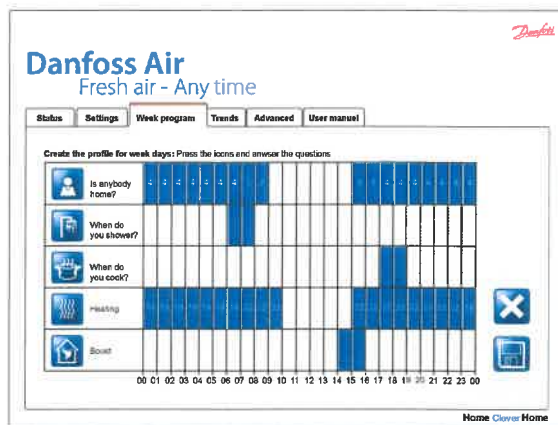 Danfoss
Danfoss Air
Fresh air - Any time
Status Settings Week program Trends Advanced User manuel
Create the profile for week days: Press the icons and anwser the questions
Is anybody
home?
When do
you shower?
When do
you cook?
Heating
Boost
00 01 02 03 04 05 06 07 08 09 10 11 12 13 14 15 16 17 18 19 20 21 22 23 00
Home Clever Home